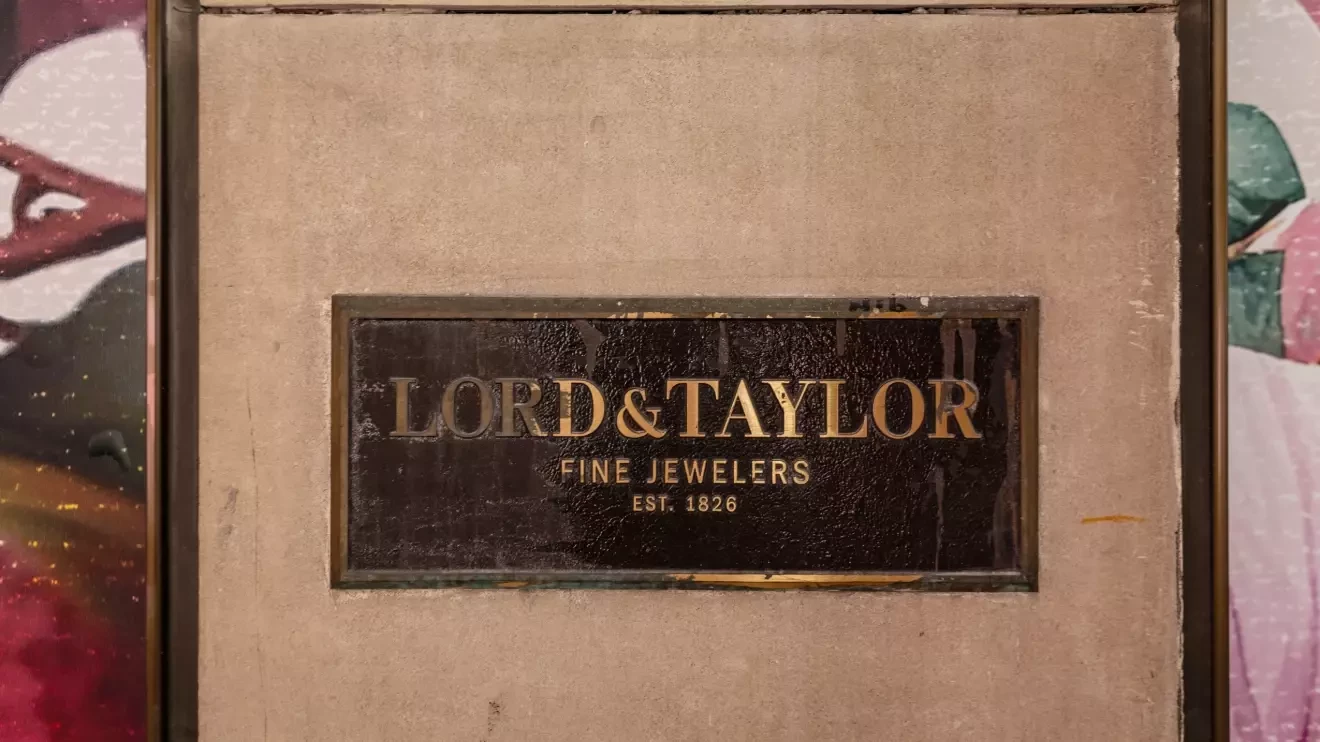 LORD & TAYLOR
FINE JEWELERS
EST. 1826